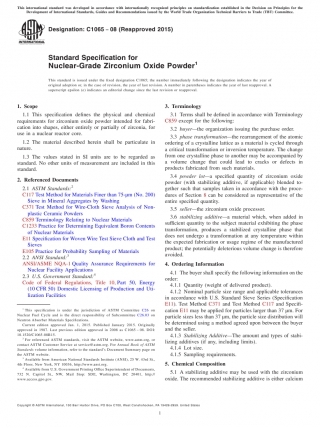 This international standard was developed in accordance with internationally recognized principles on standardization established in the Decision on Principles for the
Development of International Standards, Guides and Recommendations issued by the World Trade Organization Technical Barriers to Trade (TBT) Committee.
Designation: C1065 − 08 (Reapproved 2015)
Standard Specification for
Nuclear-Grade Zirconium Oxide Powder1
This standard is issued under the fixed designation C1065; the number immediately following the designation indicates the year of
original adoption or, in the case of revision, the year of last revision. A number in parentheses indicates the year of last reapproval. A
superscript epsilon (ε) indicates an editorial change since the last revision or reapproval.
1. Scope
1.1 This specification defines the physical and chemical
requirements for zirconium oxide powder intended for fabri-
cation into shapes, either entirely or partially of zirconia, for
use in a nuclear reactor core.
1.2 The material described herein shall be particulate in
nature.
1.3 The values stated in SI units are to be regarded as
standard. No other units of measurement are included in this
standard.
2. Referenced Documents
2.1 ASTM Standards:2
C117 Test Method for Materials Finer than 75-µm (No. 200)
Sieve in Mineral Aggregates by Washing
C371 Test Method for Wire-Cloth Sieve Analysis of Non-
plastic Ceramic Powders
C859 Terminology Relating to Nuclear Materials
C1233 Practice for Determining Equivalent Boron Contents
of Nuclear Materials
E11 Specification for Woven Wire Test Sieve Cloth and Test
Sieves
E105 Practice for Probability Sampling of Materials
2.2 ANSI Standard:3
ANSI/ASME NQA-1 Quality Assurance Requirements for
Nuclear Facility Applications
2.3 U.S. Government Standard:4
Code of Federal Regulations, Title 10, Part 50, Energy
(10 CFR 50) Domestic Licensing of Production and Uti-
lization Facilities
1 This specification is under the jurisdiction of ASTM Committee C26 on
Nuclear Fuel Cycle and is the direct responsibility of Subcommittee C26.03 on
Neutron Absorber Materials Specifications.
Current edition approved Jan. 1, 2015. Published January 2015. Originally
approved in 1987. Last previous edition approved in 2008 as C1065 – 08. DOI:
10.1520/C1065-08R15.
2 For referenced ASTM standards, visit the ASTM website, www.astm.org, or
contact ASTM Customer Service at service@astm.org. For Annual Book of ASTM
Standards volume information, refer to the standard's Document Summary page on
the ASTM website.
3 Available from American National Standards Institute (ANSI), 25 W. 43rd St.,
4th Floor, New York, NY 10036, http://www.ansi.org.
4 Available from U.S. Government Printing Office Superintendent of Documents,
732 N. Capitol St., NW, Mail Stop: SDE, Washington, DC 20401, http://
www.access.gpo.gov.
3. Terminology
3.1 Terms shall be defined in accordance with Terminology
C859 except for the following:
3.2 buyer—the organization issuing the purchase order.
3.3 phase transformation—the rearrangement of the atomic
ordering of a crystalline lattice as a material is cycled through
a critical transformation or inversion temperature. The change
from one crystalline phase to another may be accompanied by
a volume change that could lead to cracks or defects in
products fabricated from such materials.
3.4 powder lot—a specified quantity of zirconium oxide
powder (with stabilizing additive, if applicable) blended to-
gether such that samples taken in accordance with the proce-
dures of Section 8 can be considered as representative of the
entire specified quantity.
3.5 seller—the zirconium oxide processor.
3.6 stabilizing additive—a material which, when added in
sufficient quantity to the subject material exhibiting the phase
transformation, produces a stabilized crystalline phase that
does not undergo a transformation at any temperature within
the expected fabrication or usage regime of the manufactured
product; the potentially deleterious volume change is therefore
avoided.
4. Ordering Information
4.1 The buyer shall specify the following information on the
order:
4.1.1 Quantity (weight of delivered product).
4.1.2 Nominal particle size range and applicable tolerances
in accordance with U.S. Standard Sieve Series (Specification
E11). Test Method C371 and Test Method C117 and Specifi-
cation E11 may be applied for particles larger than 37 µm. For
particle sizes less than 37 µm, the particle size distribution will
be determined using a method agreed upon between the buyer
and the seller.
4.1.3 Stabilizing Additive—The amount and types of stabi-
lizing additives (if any, including limits).
4.1.4 Lot size.
4.1.5 Sampling requirements.
5. Chemical Composition
5.1 A stabilizing additive may be used with the zirconium
oxide. The recommended stabilizing additive is either calcium
Copyright © ASTM International, 100 Barr Harbor Drive, PO Box C700, West Conshohocken, PA 19428-2959. United States
1